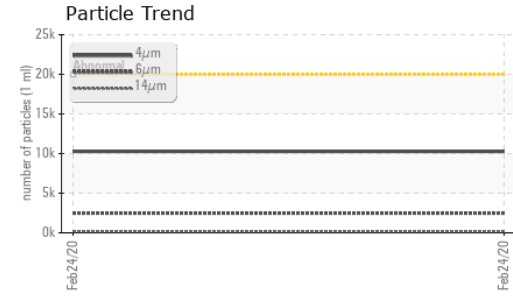 Particle Trend
number of particles (1 ml)
25k
20k
15k
10k
5k
0k
Abnormal
4μm
6μm
14μm
Feb24/20
Feb24/20